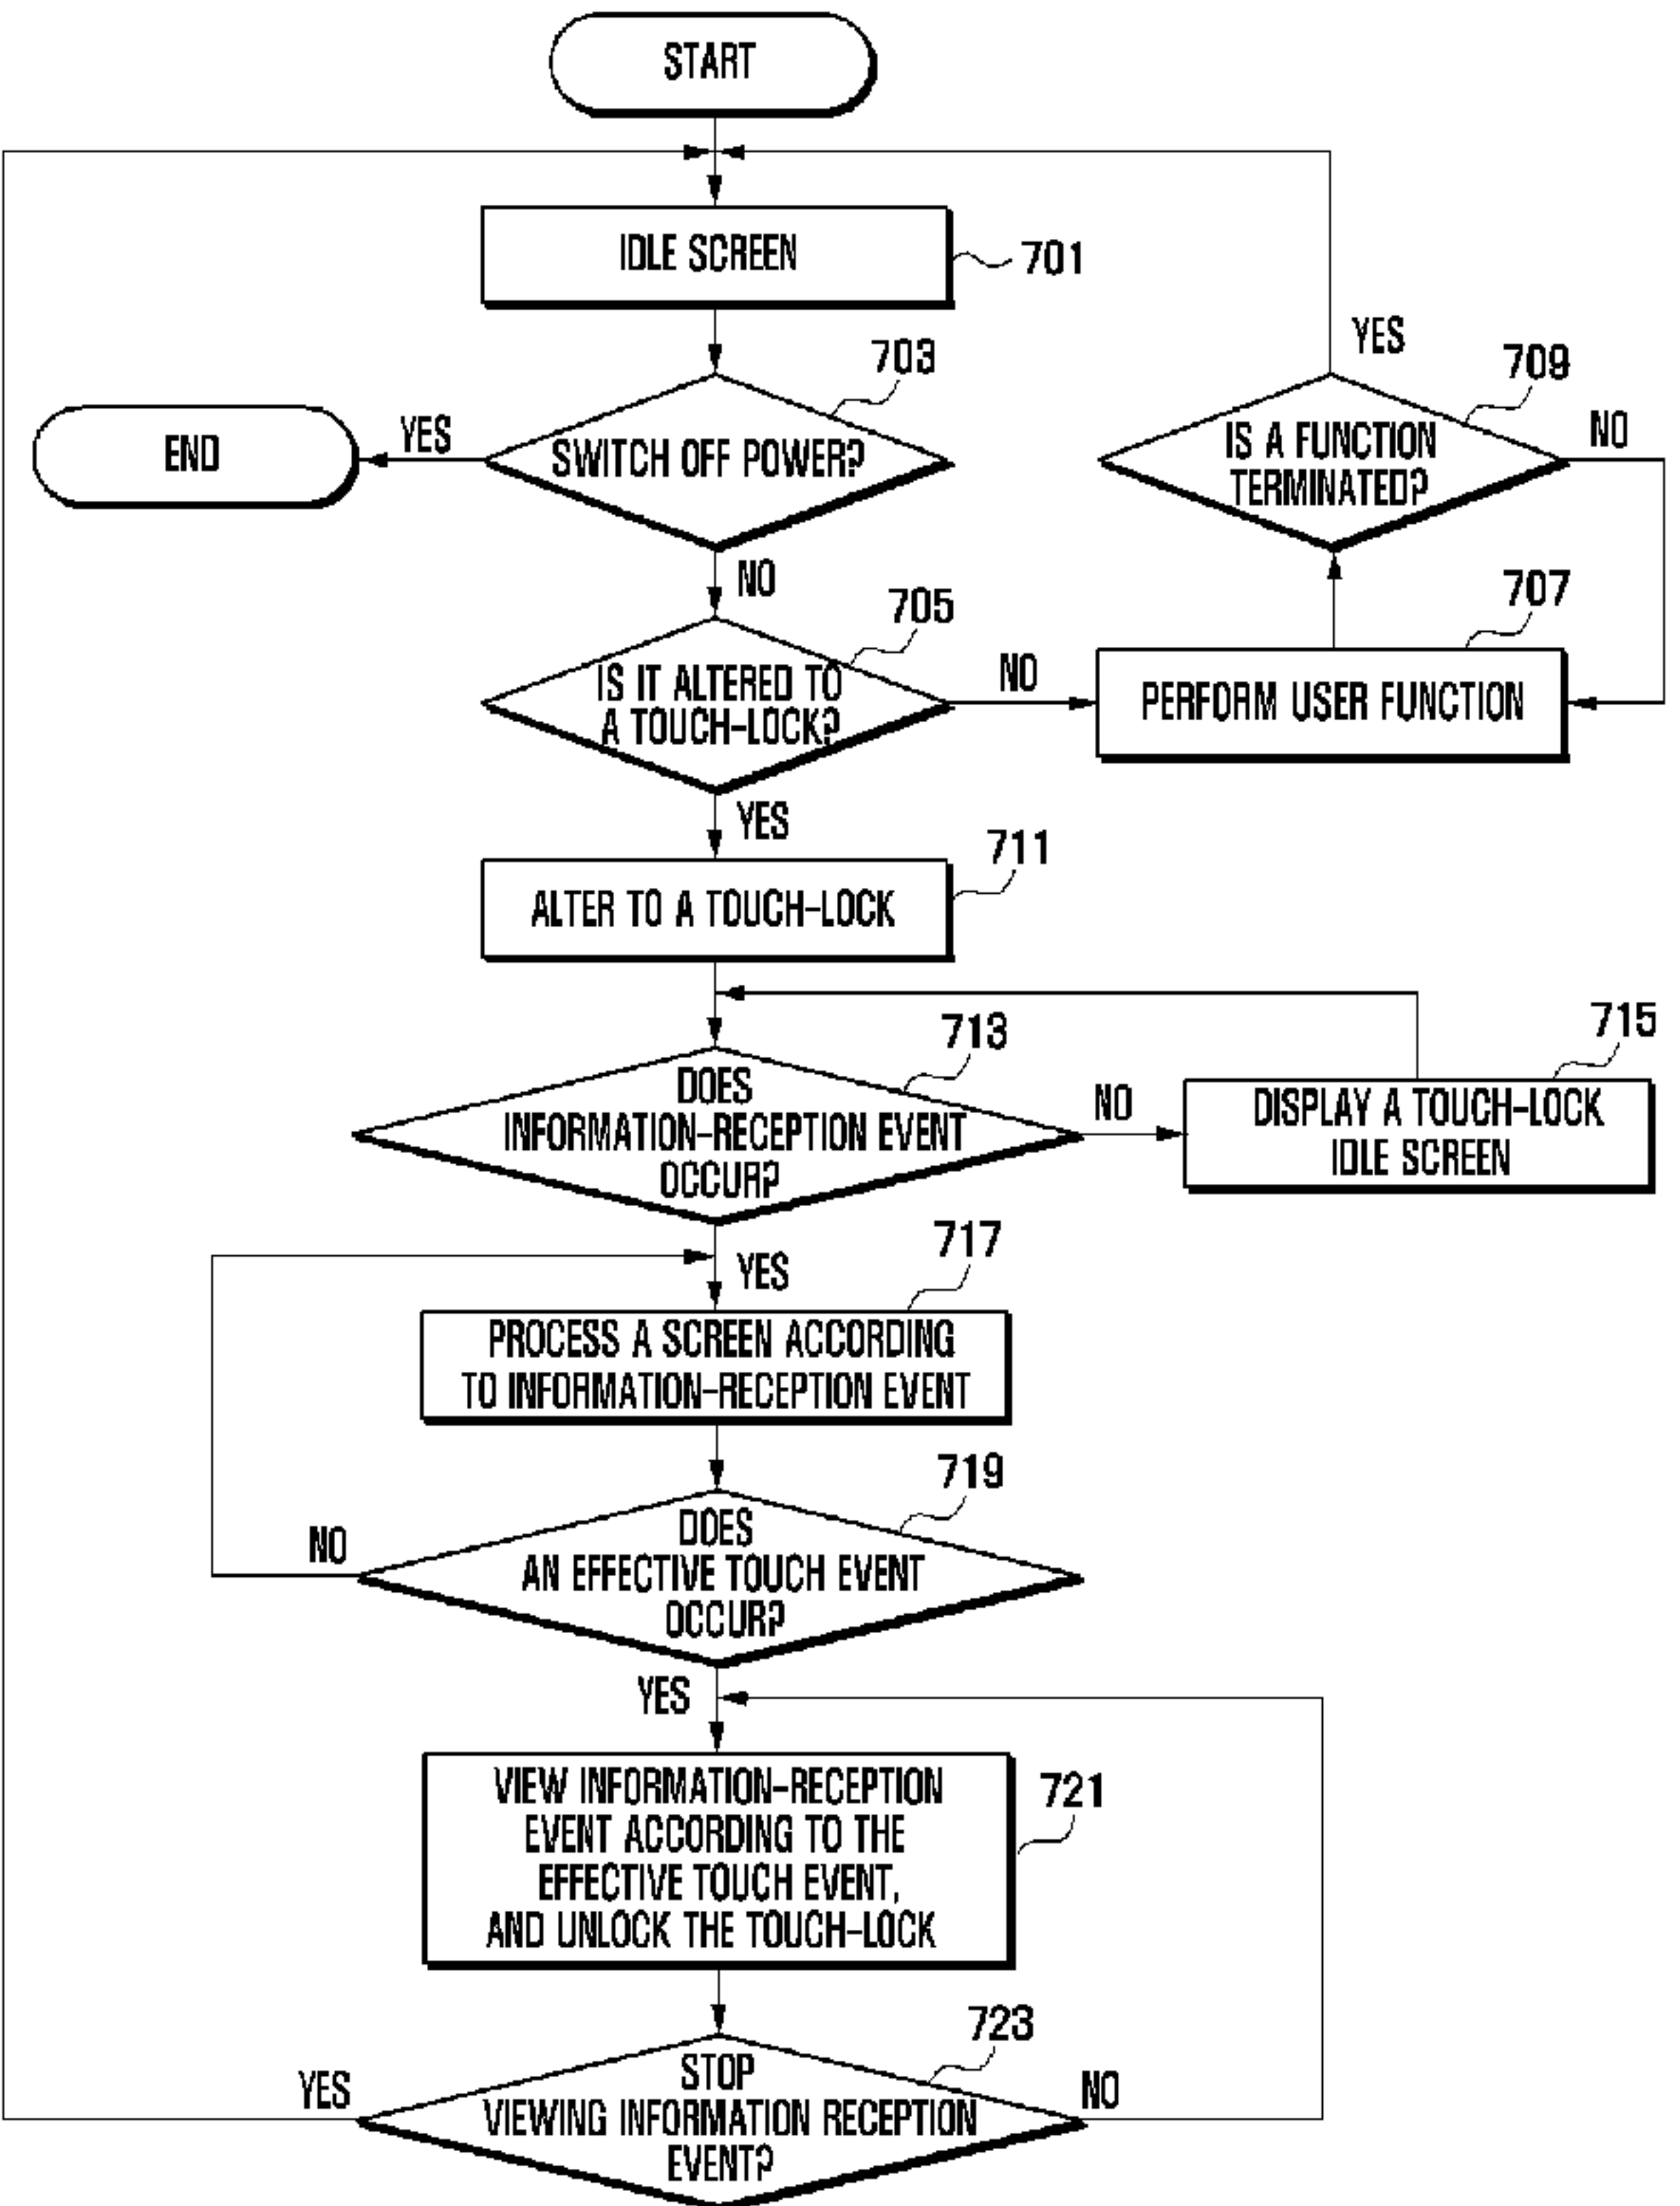 START
IDLE SCREEN
701
703
SWITCH OFF POWER?
YES
END
YES
709
IS A FUNCTION
TERMINATED?
NO
NO
705
IS IT ALTERED TO
A TOUCH-LOCK?
NO
707
PERFORM USER FUNCTION
YES
711
ALTER TO A TOUCH-LOCK
713
DOES
INFORMATION-RECEPTION EVENT
OCCUR?
NO
715
DISPLAY A TOUCH-LOCK
IDLE SCREEN
YES
717
PROCESS A SCREEN ACCORDING
TO INFORMATION-RECEPTION EVENT
719
DOES
AN EFFECTIVE TOUCH EVENT
OCCUR?
NO
YES
VIEW INFORMATION-RECEPTION
EVENT ACCORDING TO THE
EFFECTIVE TOUCH EVENT,
AND UNLOCK THE TOUCH-LOCK
721
723
STOP
VIEWING INFORMATION RECEPTION
EVENT?
YES
NO